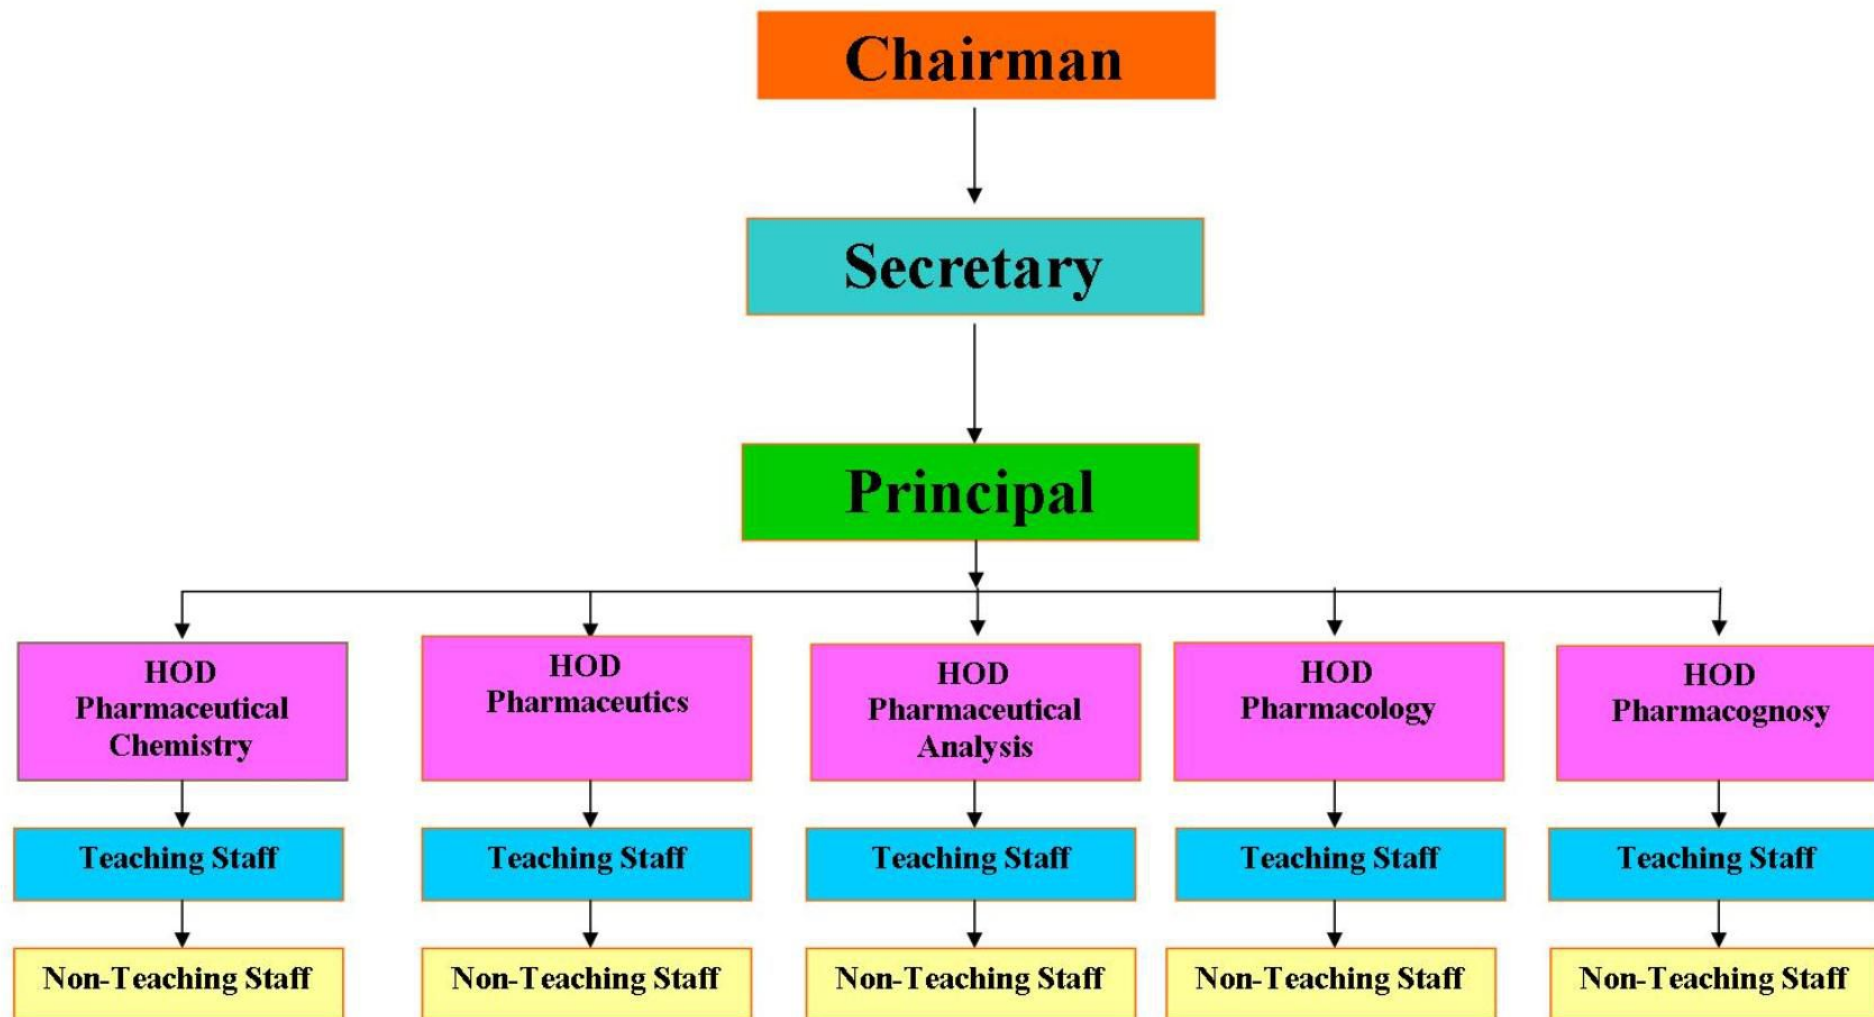 Chairman
Secretary
Principal
HOD
Pharmaceutical
Chemistry
HOD
Pharmaceutics
HOD
Pharmaceutical
Analysis
HOD
Pharmacology
HOD
Pharmacognosy
Teaching Staff
Teaching Staff
Teaching Staff
Teaching Staff
Teaching Staff
Non-Teaching Staff
Non-Teaching Staff
Non-Teaching Staff
Non-Teaching Staff
Non-Teaching Staff